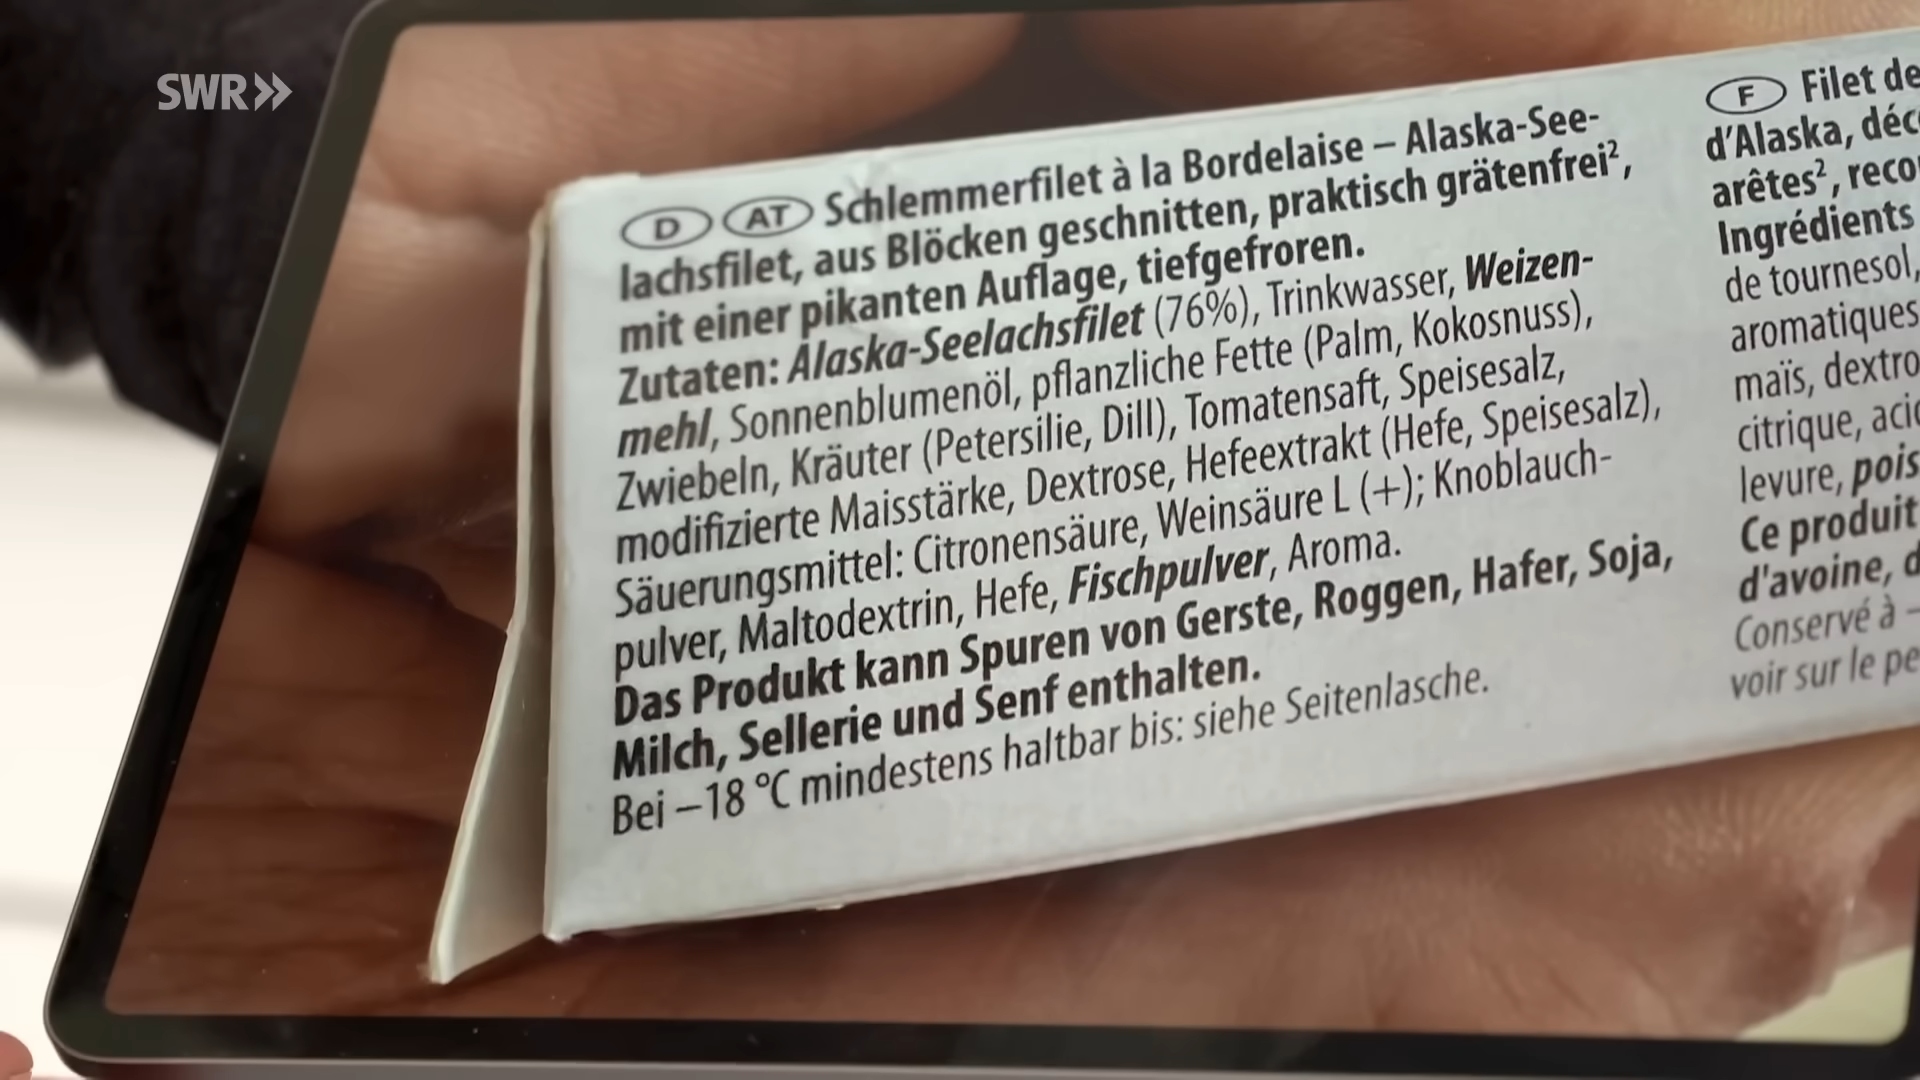 SWR
D AT Schlemmerfilet à la Bordelaise – Alaska-See-
lachsfilet, aus Blöcken geschnitten, praktisch grätenfrei²,
mit einer pikanten Auflage, tiefgefroren.
Zutaten: Alaska-Seelachsfilet (76%), Trinkwasser, Weizen-
mehl, Sonnenblumenöl, pflanzliche Fette (Palm, Kokosnuss),
Zwiebeln, Kräuter (Petersilie, Dill), Tomatensaft, Speisesalz,
modifizierte Maisstärke, Dextrose, Hefeextrakt (Hefe, Speisesalz),
Säuerungsmittel: Citronensäure, Weinsäure L (+); Knoblauch-
pulver, Maltodextrin, Hefe, Fischpulver, Aroma.
Das Produkt kann Spuren von Gerste, Roggen, Hafer, Soja,
Milch, Sellerie und Senf enthalten.
Bei –18 °C mindestens haltbar bis: siehe Seitenlasche.
F Filet de
d'Alaska, déc
arêtes², reco
Ingrédients
de tournesol,
aromatiques
maïs, dextro
citrique, acid
levure, pois
Ce produit
d'avoine, d
Conservé à –
voir sur le pe